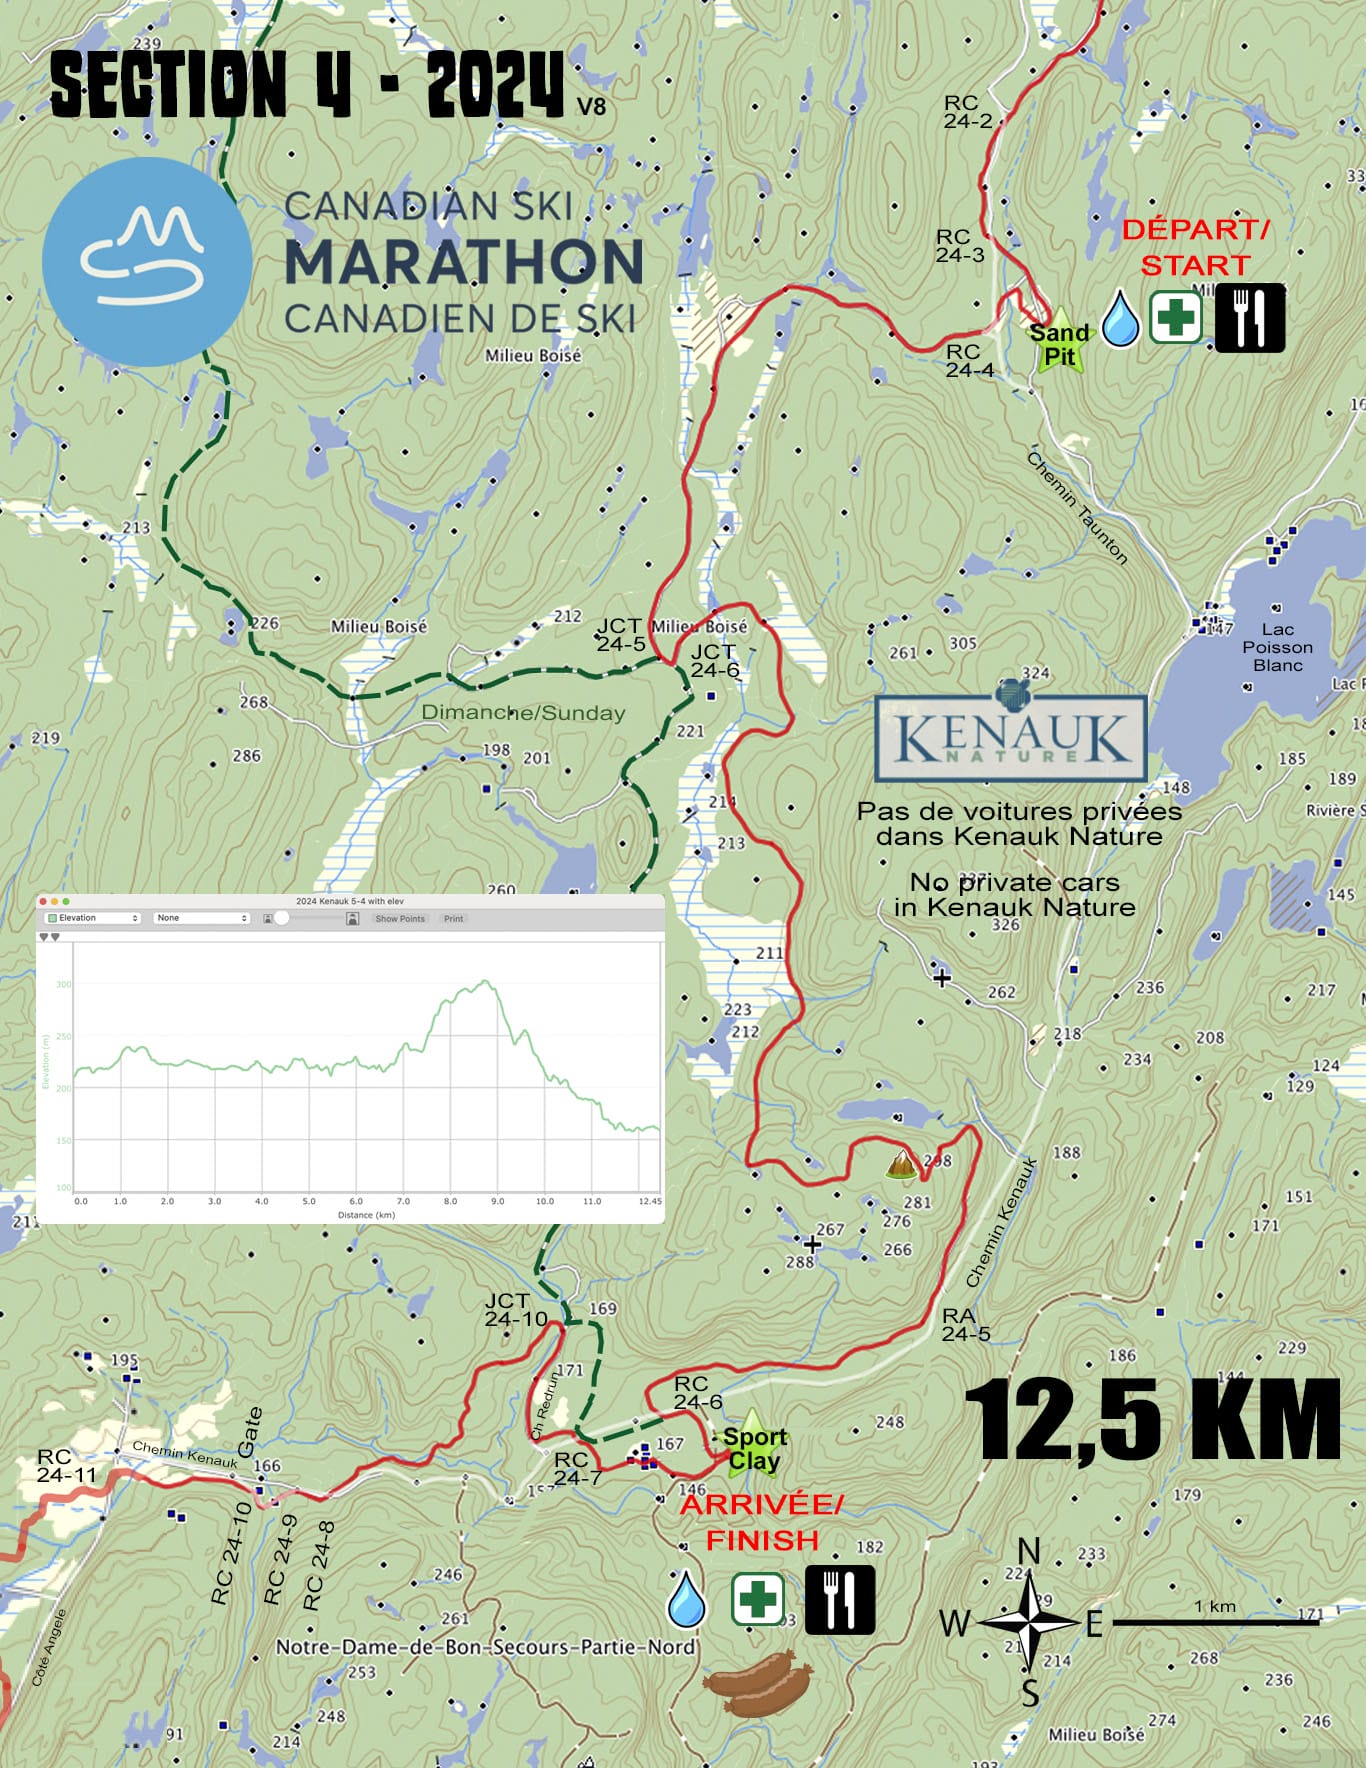 239
SECTION 4 - 2024 V8
RC
24-2
CANADIAN SKI
MARATHON
CANADIEN DE SKI
DÉPART/
START
RC
24-3
Sand
Pit
RC
24-4
Milieu Boisé
Chemin Taunton
213
226
Milieu Boisé
212
JCT
24-5
Milieu Boisé
JCT
24-6
147
Lac
Poisson
Blanc
305
261
324
268
Dimanche/Sunday
221
219
286
198
201
KENAUK
NATURE
185
189
148
214
213
Pas de voitures privées
dans Kenauk Nature
No private cars
in Kenauk Nature
326
145
260
211
262
236
217
223
212
218
208
234
124
129
2024 Kenauk 5-4 with elev
Elevation
None
Show Points
Print
300
250
200
150
100
Elevation (m)
0.0 1.0 2.0 3.0 4.0 5.0 6.0 7.0 8.0 9.0 10.0 11.0 12.45
Distance (km)
298
188
281
276
267
266
288
151
171
Chemin Kenauk
JCT
24-10
169
RA
24-5
195
171
186
229
144
RC
24-6
Ch Redrun
12,5 KM
248
Sport
Clay
167
RC
24-7
146
Gate
Chemin Kenauk
166
RC
24-11
RC 24-10
RC 24-9
RC 24-8
179
ARRIVÉE/
FINISH
182
246
261
233
N
W E
S
1 km
171
Côté Angele
Notre-Dame-de-Bon-Secours-Partie-Nord
253
248
214
91
214
268
236
274
246
Milieu Boisé